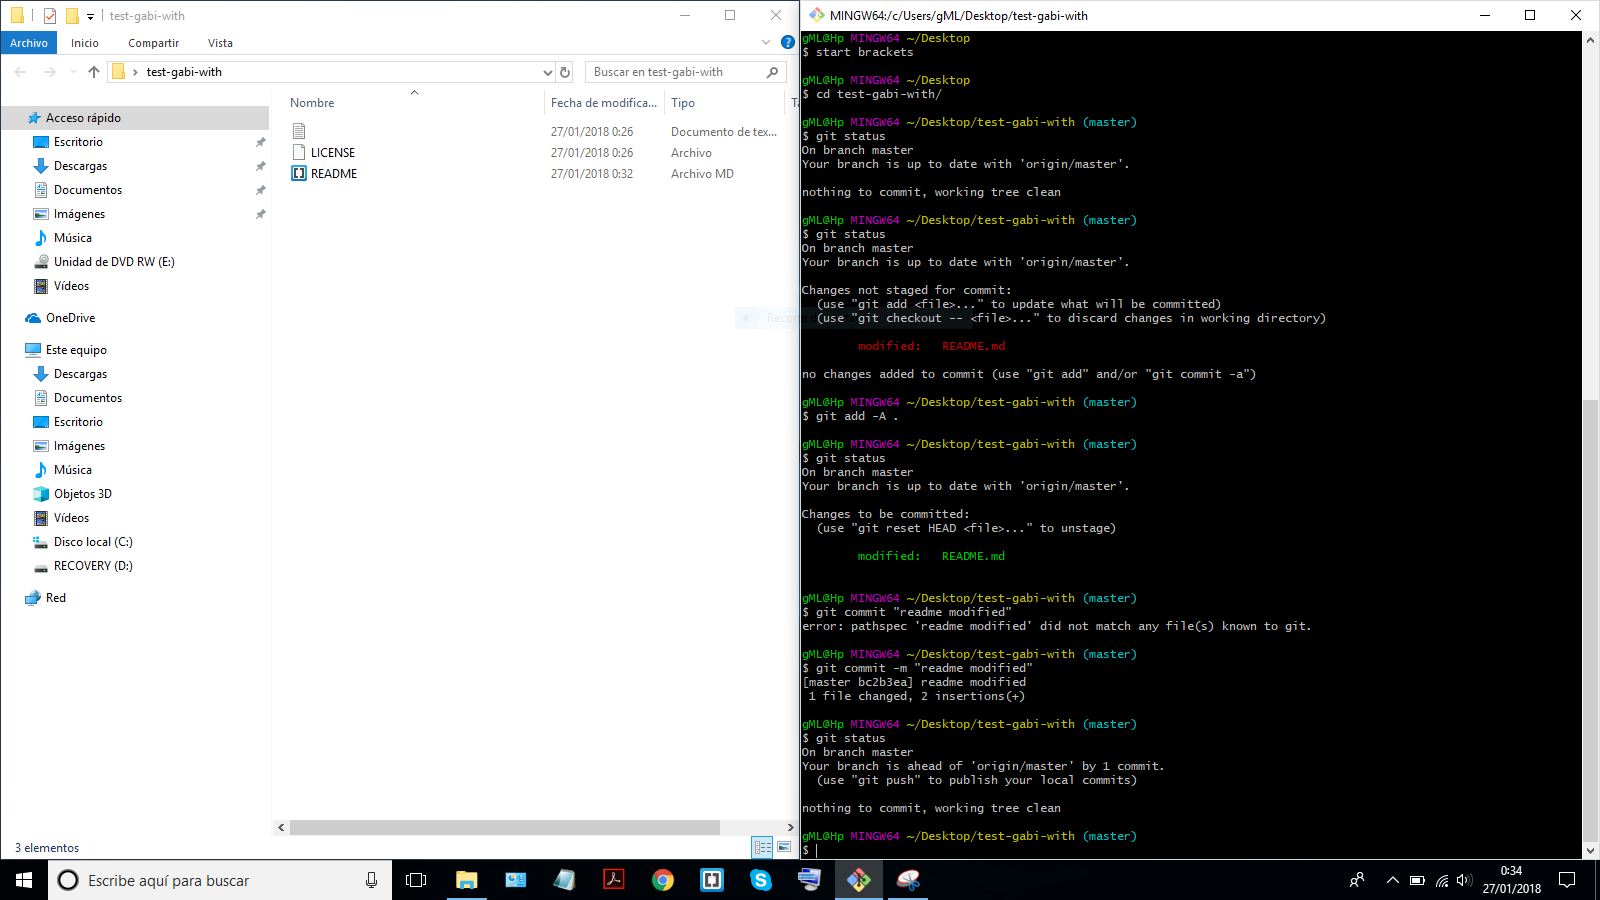 test-gabi-with
Archivo Inicio Compartir Vista
test-gabi-with
Buscar en test-gabi-with
Nombre Fecha de modifica... Tipo
27/01/2018 0:26 Documento de tex...
LICENSE 27/01/2018 0:26 Archivo
README 27/01/2018 0:32 Archivo MD
Acceso rápido
Escritorio
Descargas
Documentos
Imágenes
Música
Unidad de DVD RW (E:)
Vídeos
OneDrive
Este equipo
Descargas
Documentos
Escritorio
Imágenes
Música
Objetos 3D
Vídeos
Disco local (C:)
RECOVERY (D:)
Red
3 elementos
MINGW64:/c/Users/gML/Desktop/test-gabi-with
gML@Hp MINGW64 ~/Desktop
$ start brackets
gML@Hp MINGW64 ~/Desktop
$ cd test-gabi-with/
gML@Hp MINGW64 ~/Desktop/test-gabi-with (master)
$ git status
On branch master
Your branch is up to date with 'origin/master'.
nothing to commit, working tree clean
gML@Hp MINGW64 ~/Desktop/test-gabi-with (master)
$ git status
On branch master
Your branch is up to date with 'origin/master'.
Changes not staged for commit:
(use "git add <file>..." to update what will be committed)
(use "git checkout -- <file>..." to discard changes in working directory)
modified: README.md
no changes added to commit (use "git add" and/or "git commit -a")
gML@Hp MINGW64 ~/Desktop/test-gabi-with (master)
$ git add -A .
gML@Hp MINGW64 ~/Desktop/test-gabi-with (master)
$ git status
On branch master
Your branch is up to date with 'origin/master'.
Changes to be committed:
(use "git reset HEAD <file>..." to unstage)
modified: README.md
gML@Hp MINGW64 ~/Desktop/test-gabi-with (master)
$ git commit "readme modified"
error: pathspec 'readme modified' did not match any file(s) known to git.
gML@Hp MINGW64 ~/Desktop/test-gabi-with (master)
$ git commit -m "readme modified"
[master bc2b3ea] readme modified
1 file changed, 2 insertions(+)
gML@Hp MINGW64 ~/Desktop/test-gabi-with (master)
$ git status
On branch master
Your branch is ahead of 'origin/master' by 1 commit.
(use "git push" to publish your local commits)
nothing to commit, working tree clean
gML@Hp MINGW64 ~/Desktop/test-gabi-with (master)
$
Escribe aquí para buscar
0:34
27/01/2018